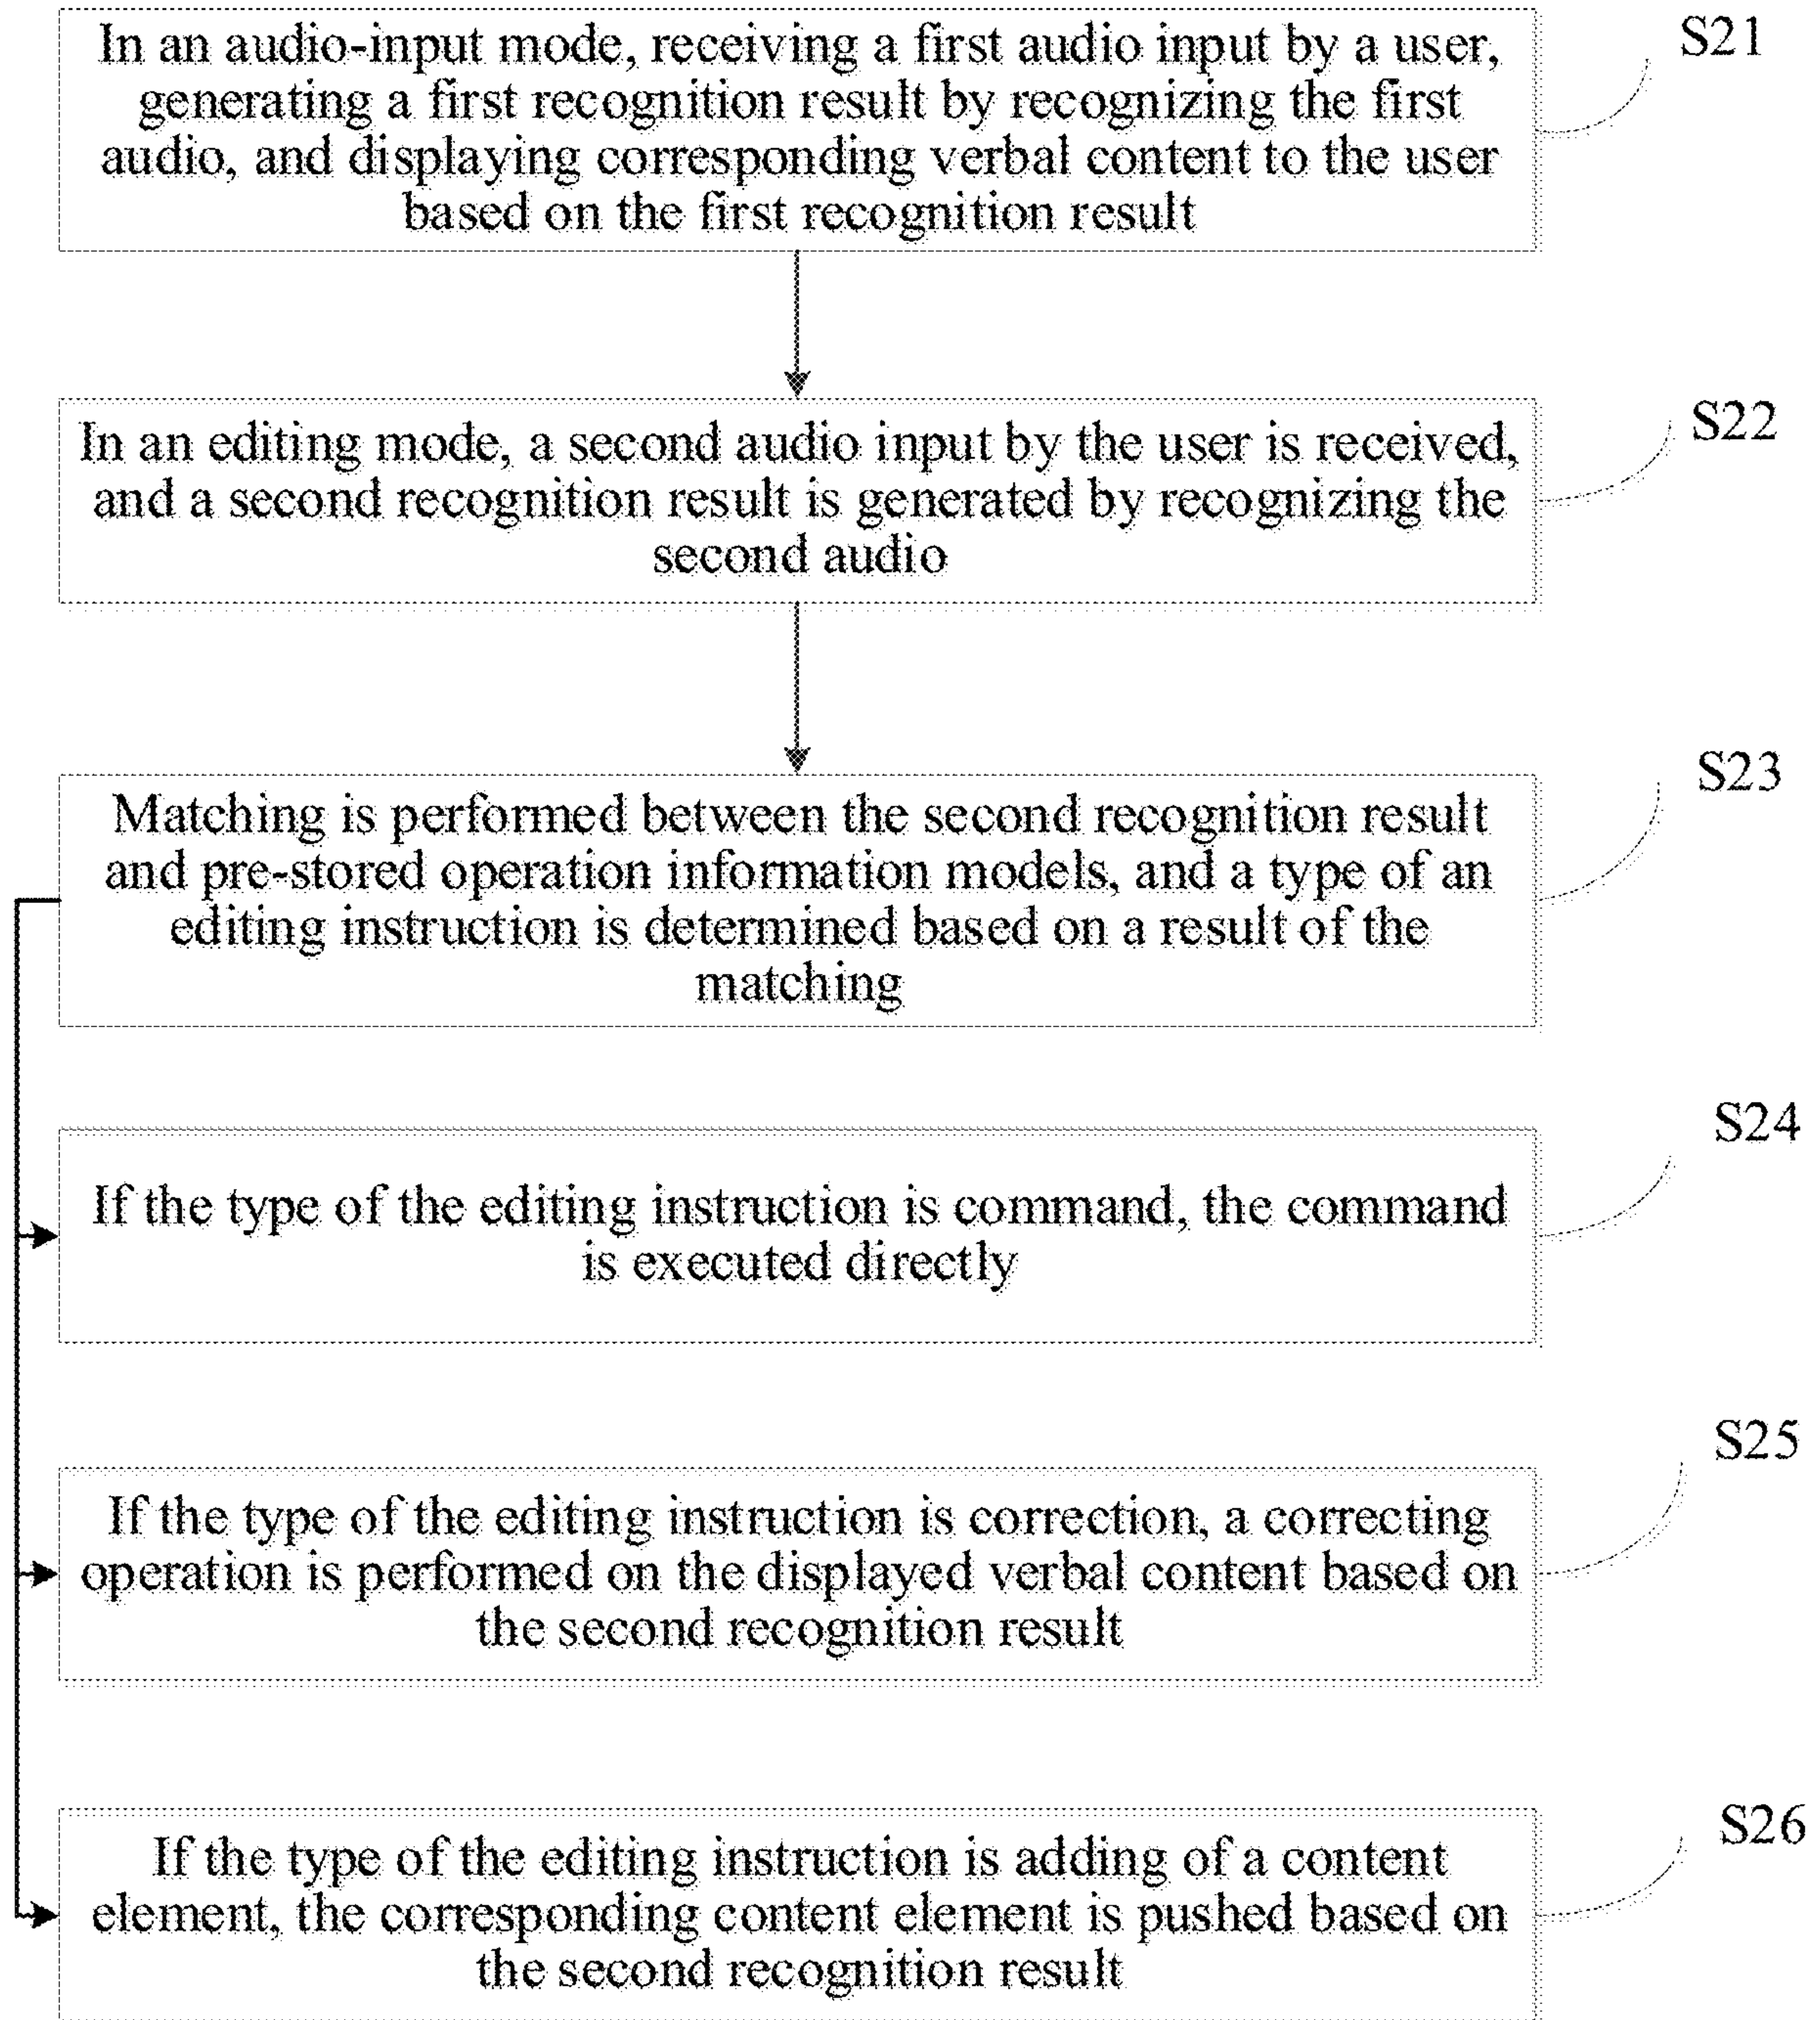 In an audio-input mode, receiving a first audio input by a user,
generating a first recognition result by recognizing the first
audio, and displaying corresponding verbal content to the user
based on the first recognition result
S21
In an editing mode, a second audio input by the user is received,
and a second recognition result is generated by recognizing the
second audio
S22
Matching is performed between the second recognition result
and pre-stored operation information models, and a type of an
editing instruction is determined based on a result of the
matching
S23
If the type of the editing instruction is command, the command
is executed directly
S24
If the type of the editing instruction is correction, a correcting
operation is performed on the displayed verbal content based on
the second recognition result
S25
If the type of the editing instruction is adding of a content
element, the corresponding content element is pushed based on
the second recognition result
S26